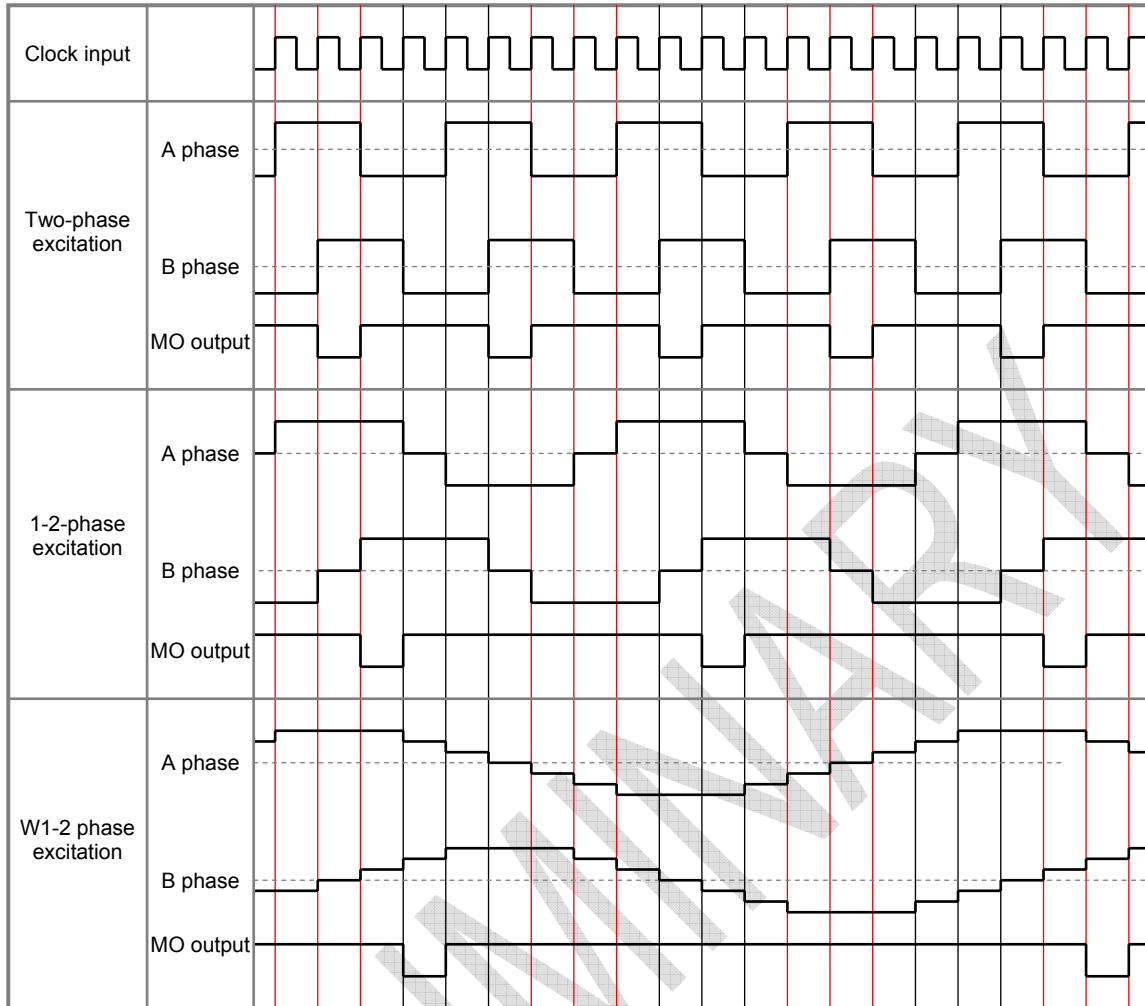 Clock input
A phase
Two-phase
excitation
B phase
MO output
A phase
1-2-phase
excitation
B phase
MO output
A phase
W1-2 phase
excitation
B phase
MO output
MINARY